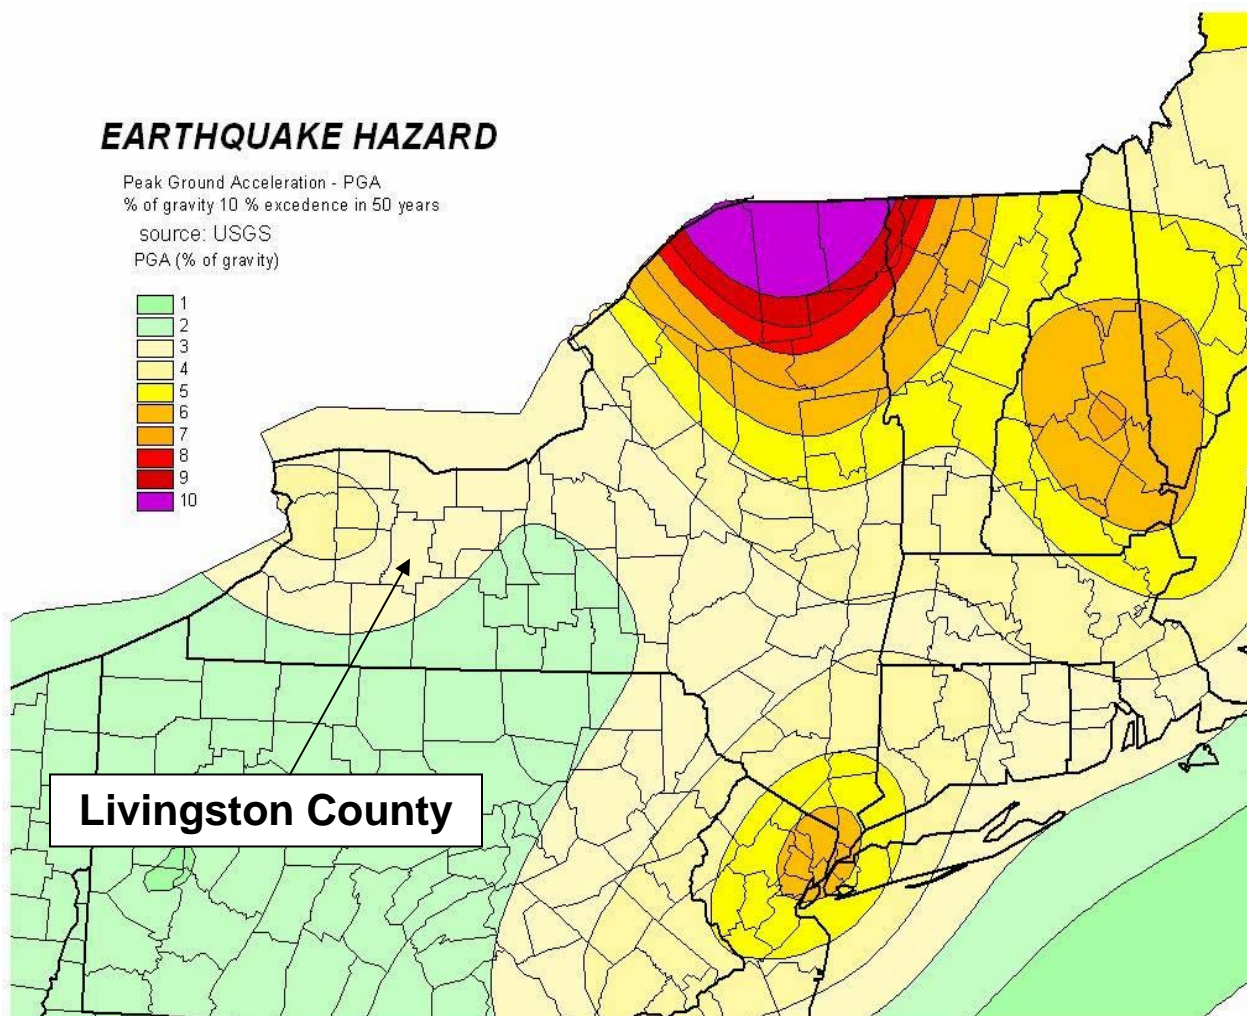 EARTHQUAKE HAZARD
Peak Ground Acceleration - PGA
% of gravity 10 % excedence in 50 years
source: USGS
PGA (% of gravity)
1
2
3
4
5
6
7
8
9
10
Livingston County